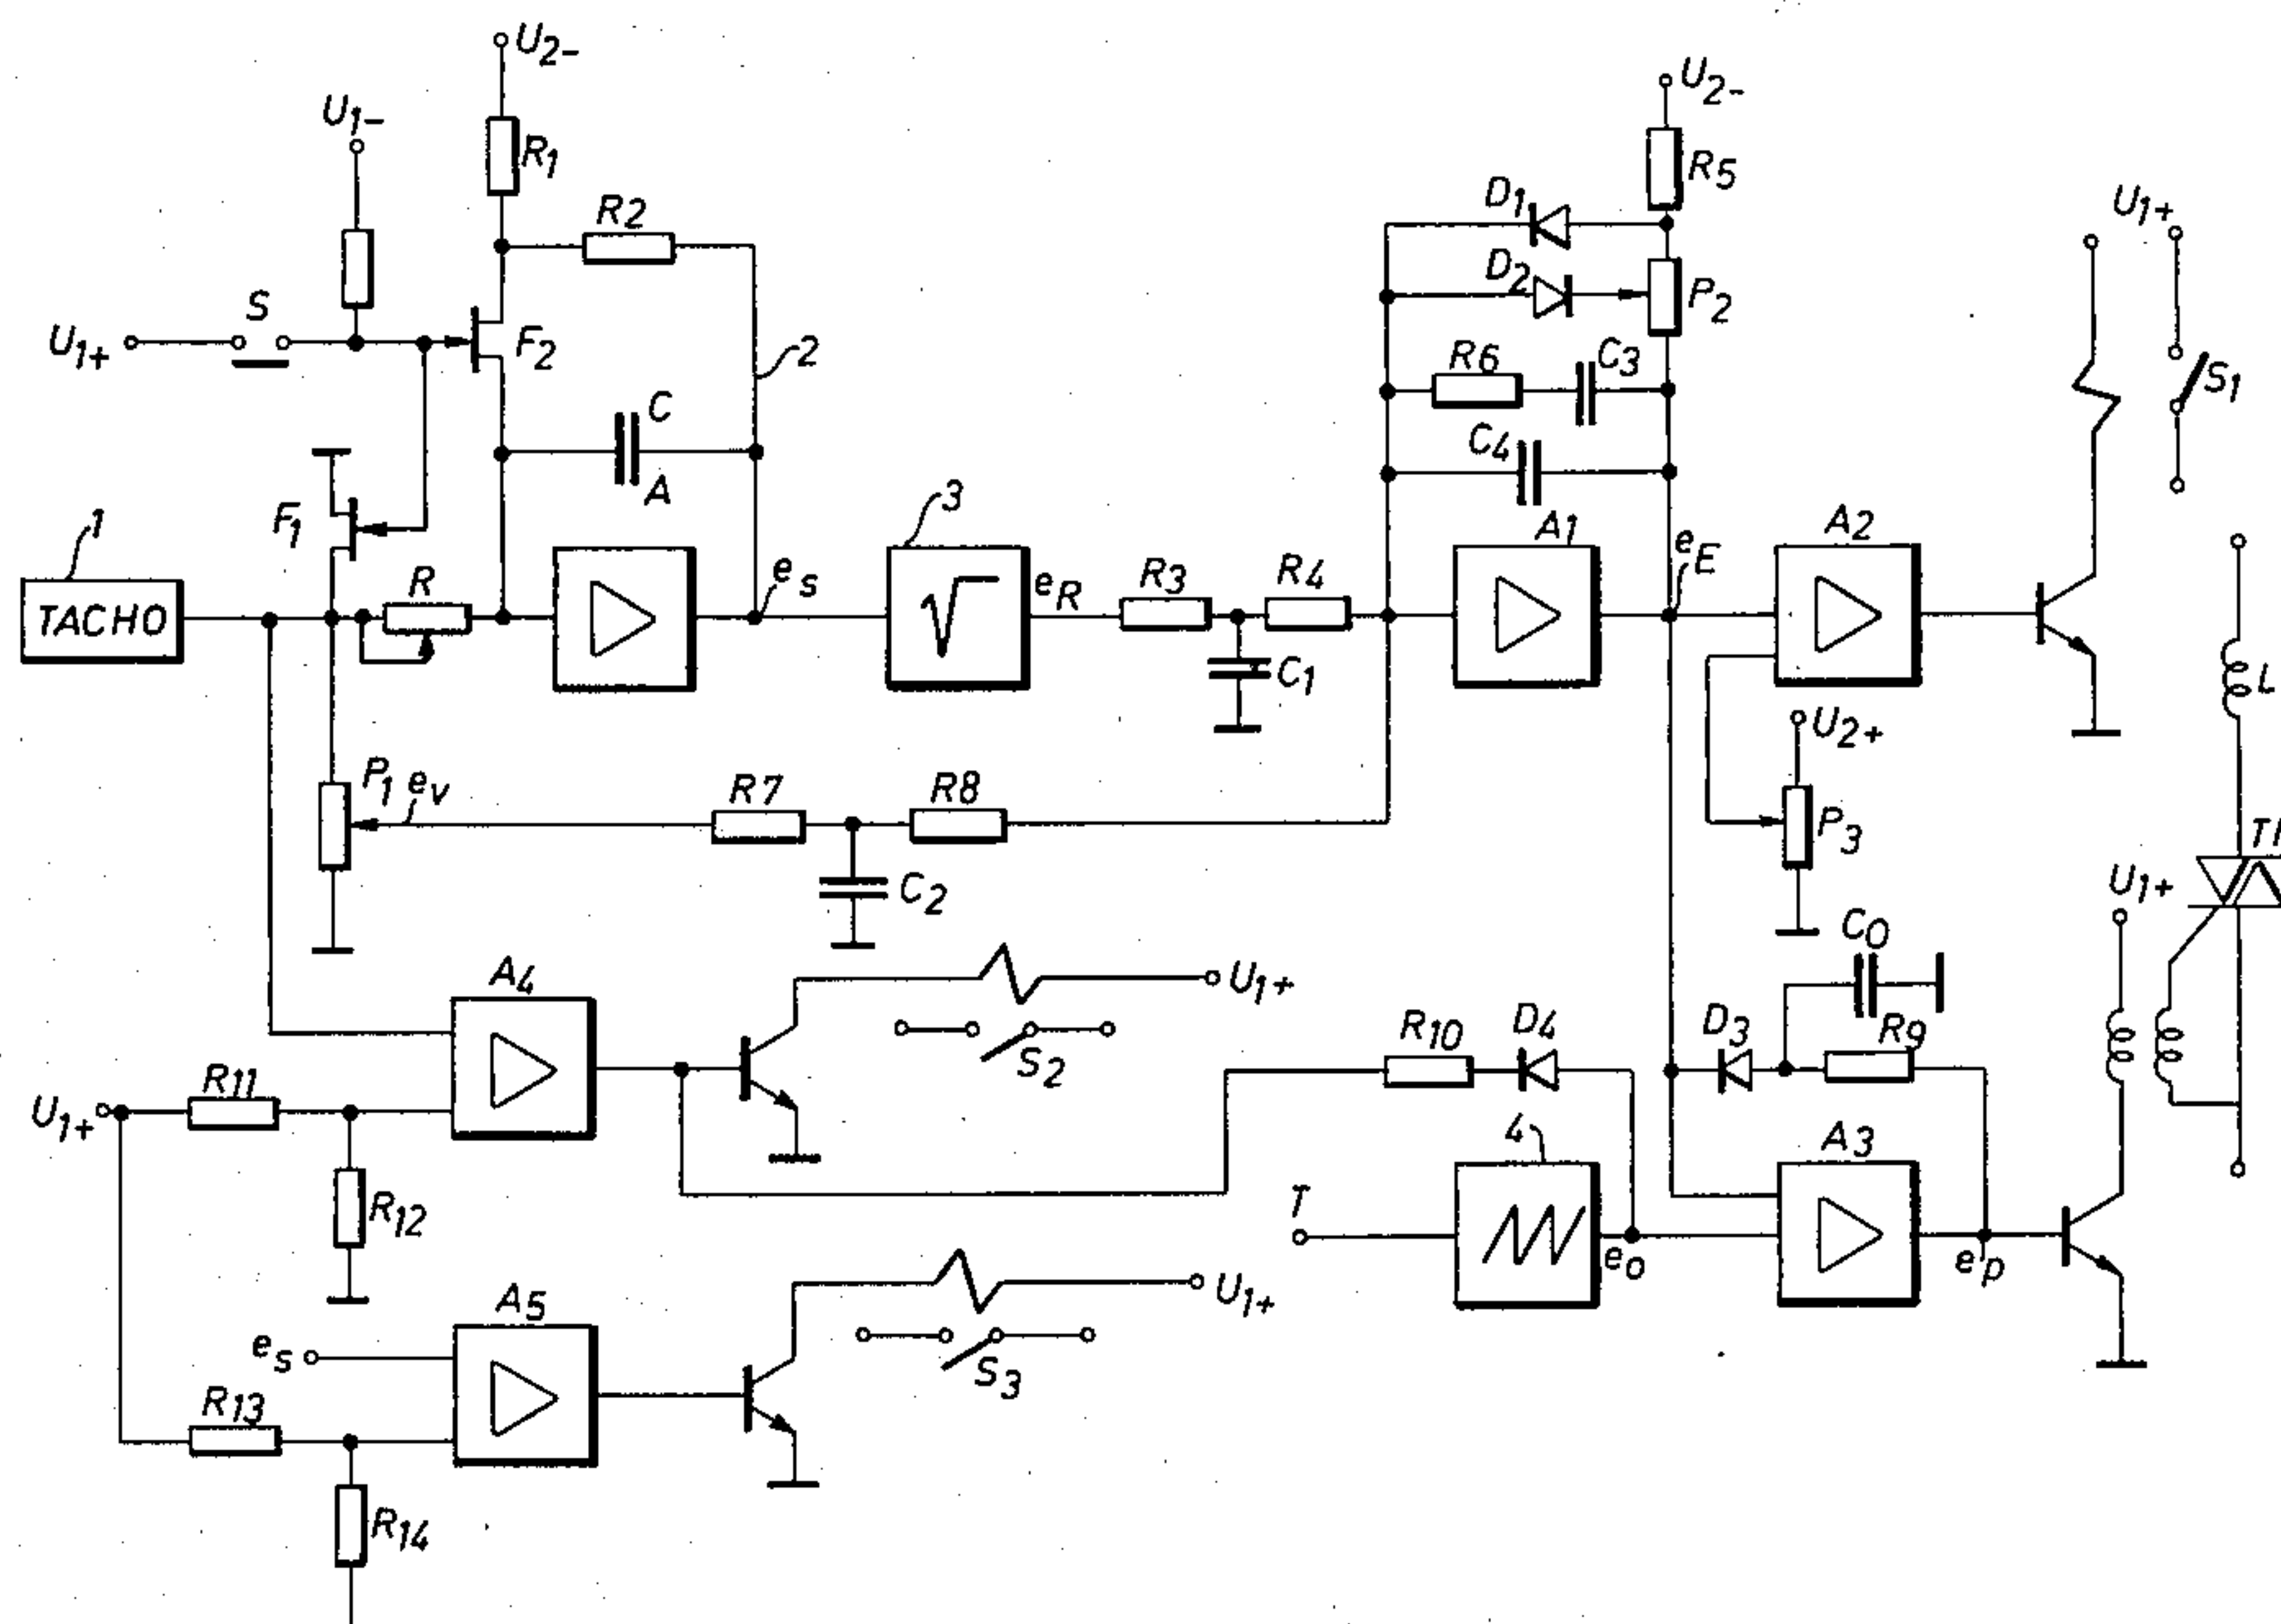 U2-
U1-
U2-
R1
R5
D1
U1+
R2
D2
P2
S
U1+
F2
2
R6
C3
S1
C
C4
A
3
F1
1
A1
A2
eE
R
es
eR
R3
R4
TACHO
C1
L
U2+
P1
ev
R7
R8
P3
U1+
C2
C0
A4
U1+
R10
D4
D3
R9
S2
R11
U1+
4
A3
T
R12
eo
ep
A5
U1+
es
S3
R13
R14